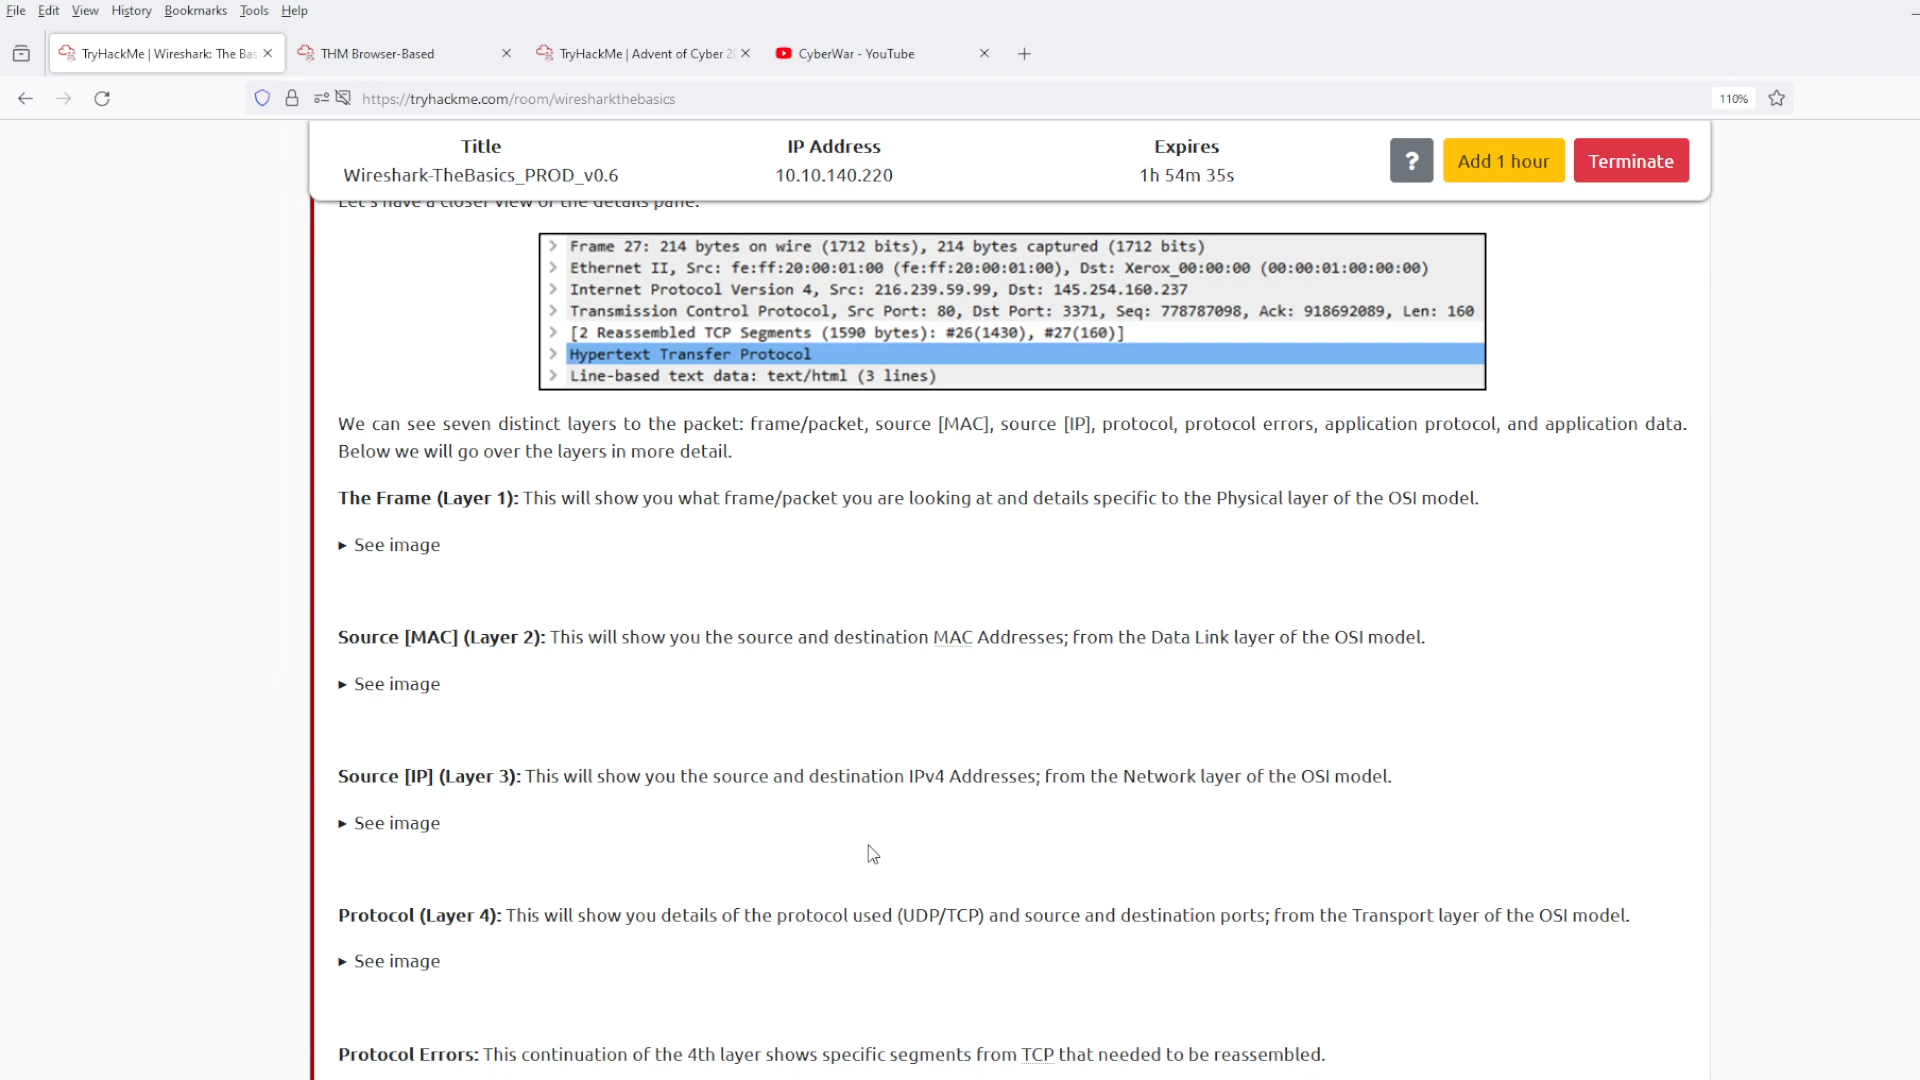 File Edit View History Bookmarks Tools Help
TryHackMe | Wireshark: The Bas
THM Browser-Based
TryHackMe | Advent of Cyber 20
CyberWar - YouTube
https://tryhackme.com/room/wiresharkthebasics
110%
Title IP Address Expires
Wireshark-TheBasics_PROD_v0.6 10.10.140.220 1h 54m 35s
? Add 1 hour Terminate
Let's have a closer view of the details pane.
Frame 27: 214 bytes on wire (1712 bits), 214 bytes captured (1712 bits)
Ethernet II, Src: fe:ff:20:00:01:00 (fe:ff:20:00:01:00), Dst: Xerox_00:00:00 (00:00:01:00:00:00)
Internet Protocol Version 4, Src: 216.239.59.99, Dst: 145.254.160.237
Transmission Control Protocol, Src Port: 80, Dst Port: 3371, Seq: 778787098, Ack: 918692089, Len: 160
[2 Reassembled TCP Segments (1590 bytes): #26(1430), #27(160)]
Hypertext Transfer Protocol
Line-based text data: text/html (3 lines)
We can see seven distinct layers to the packet: frame/packet, source [MAC], source [IP], protocol, protocol errors, application protocol, and application data.
Below we will go over the layers in more detail.
The Frame (Layer 1): This will show you what frame/packet you are looking at and details specific to the Physical layer of the OSI model.
See image
Source [MAC] (Layer 2): This will show you the source and destination MAC Addresses; from the Data Link layer of the OSI model.
See image
Source [IP] (Layer 3): This will show you the source and destination IPv4 Addresses; from the Network layer of the OSI model.
See image
Protocol (Layer 4): This will show you details of the protocol used (UDP/TCP) and source and destination ports; from the Transport layer of the OSI model.
See image
Protocol Errors: This continuation of the 4th layer shows specific segments from TCP that needed to be reassembled.